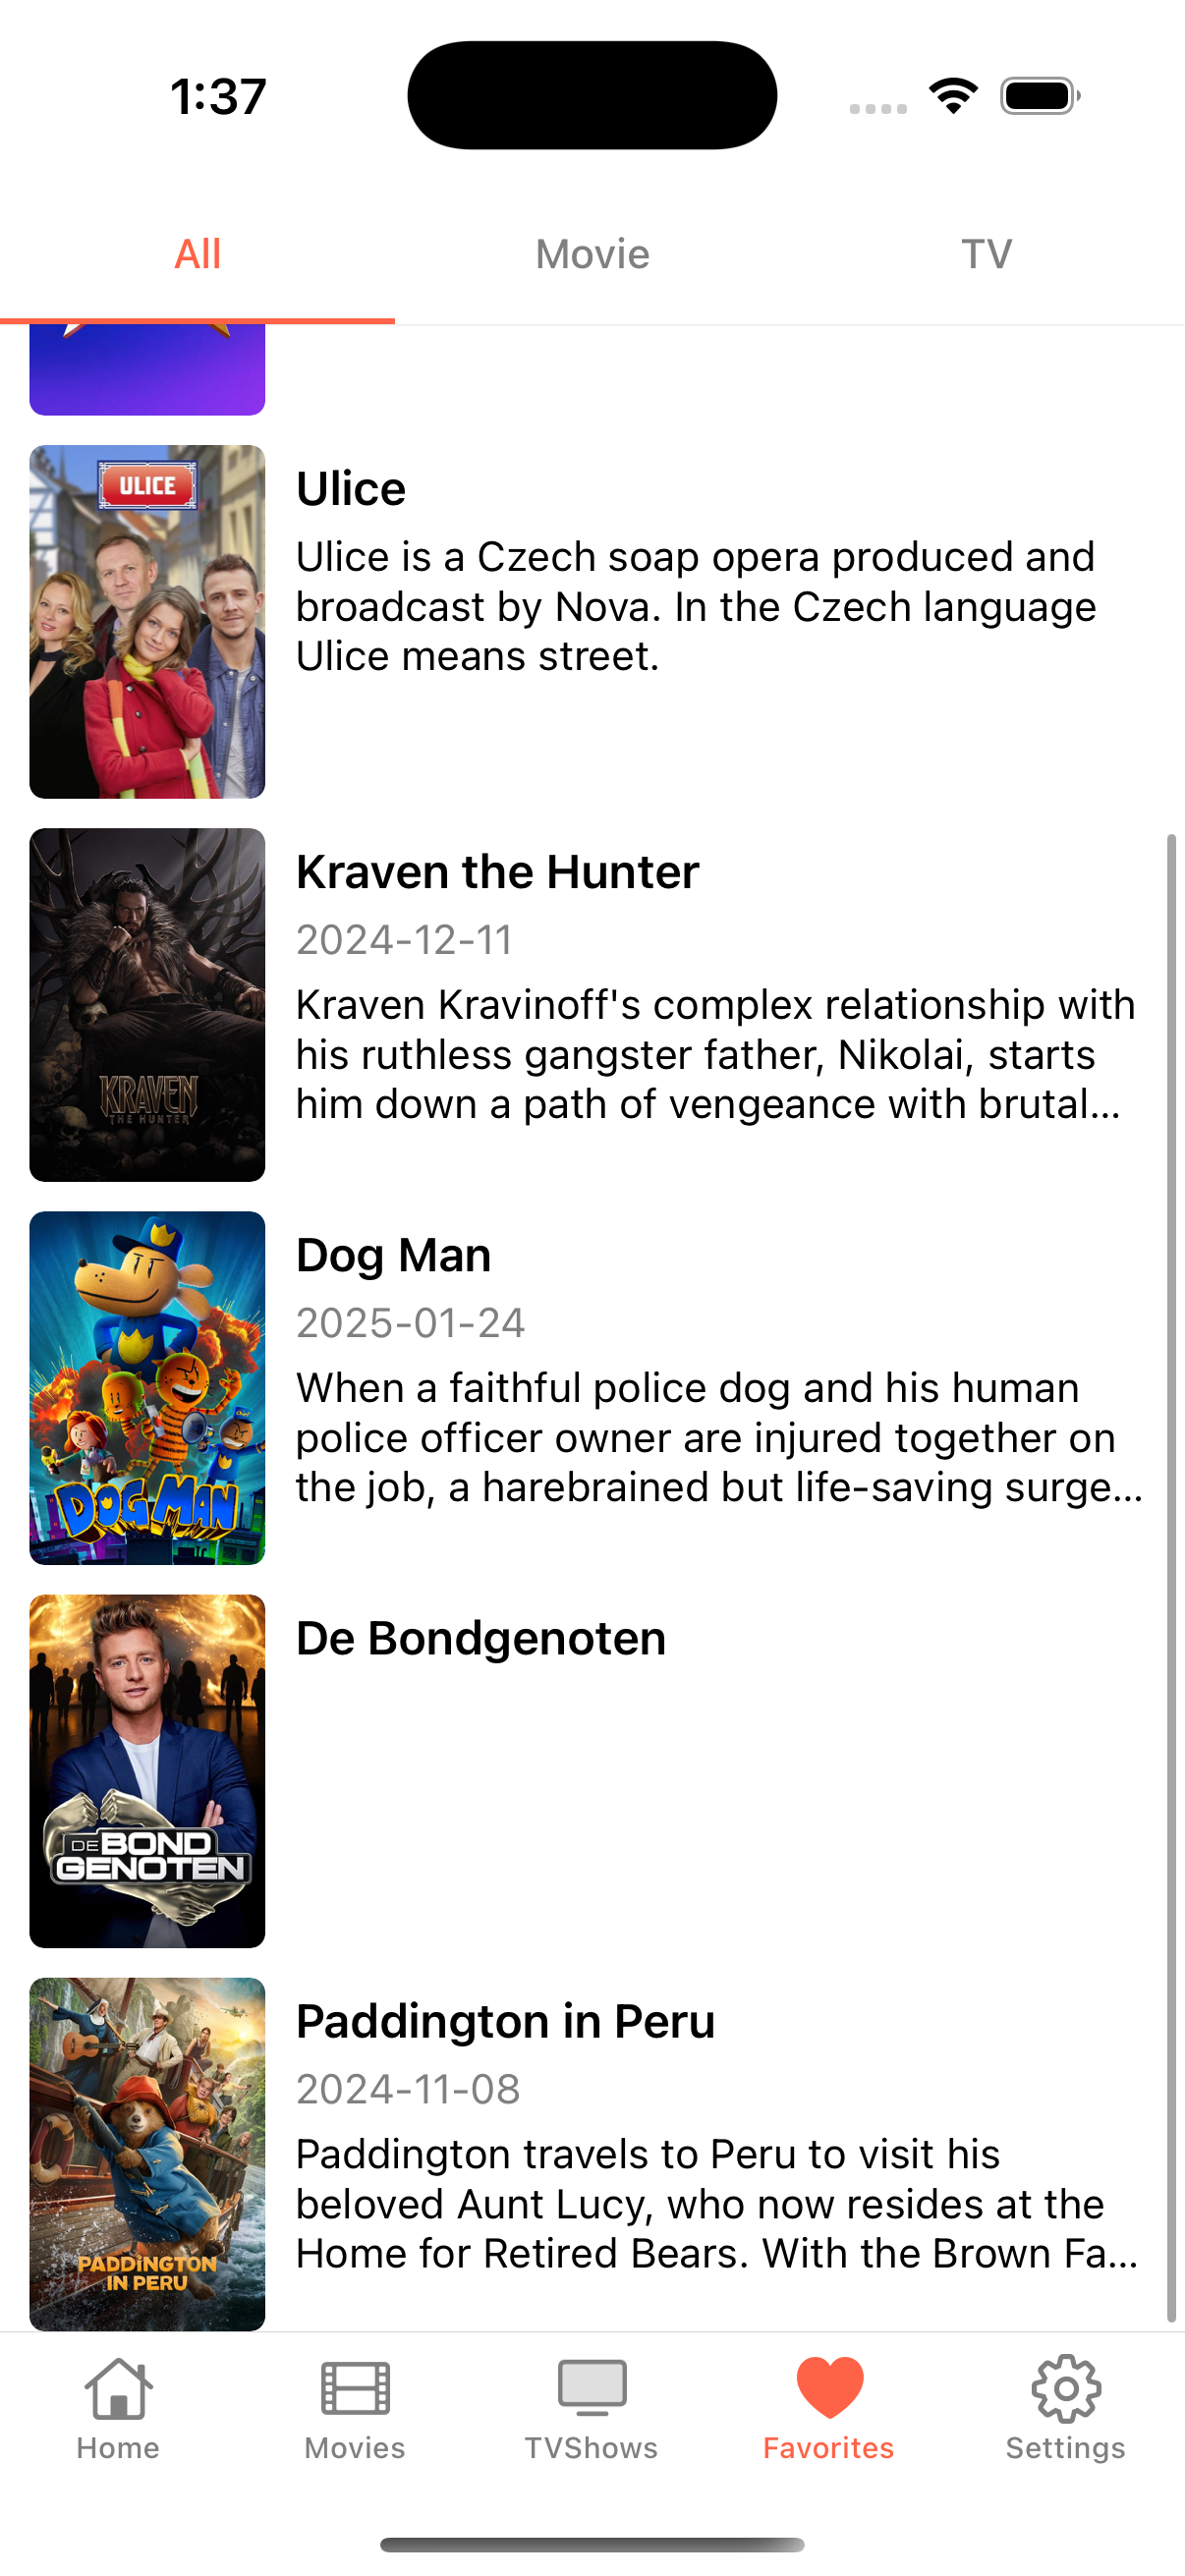 1:37
All
Movie
TV
ULICE
Ulice
Ulice is a Czech soap opera produced and
broadcast by Nova. In the Czech language
Ulice means street.
KRAVEN
THE HUNTER
Kraven the Hunter
2024-12-11
Kraven Kravinoff's complex relationship with
his ruthless gangster father, Nikolai, starts
him down a path of vengeance with brutal...
Chief
DOG MAN
Dog Man
2025-01-24
When a faithful police dog and his human
police officer owner are injured together on
the job, a harebrained but life-saving surge...
DE BOND
GENOTEN
De Bondgenoten
PADDINGTON
IN PERU
Paddington in Peru
2024-11-08
Paddington travels to Peru to visit his
beloved Aunt Lucy, who now resides at the
Home for Retired Bears. With the Brown Fa...
Home
Movies
TVShows
Favorites
Settings